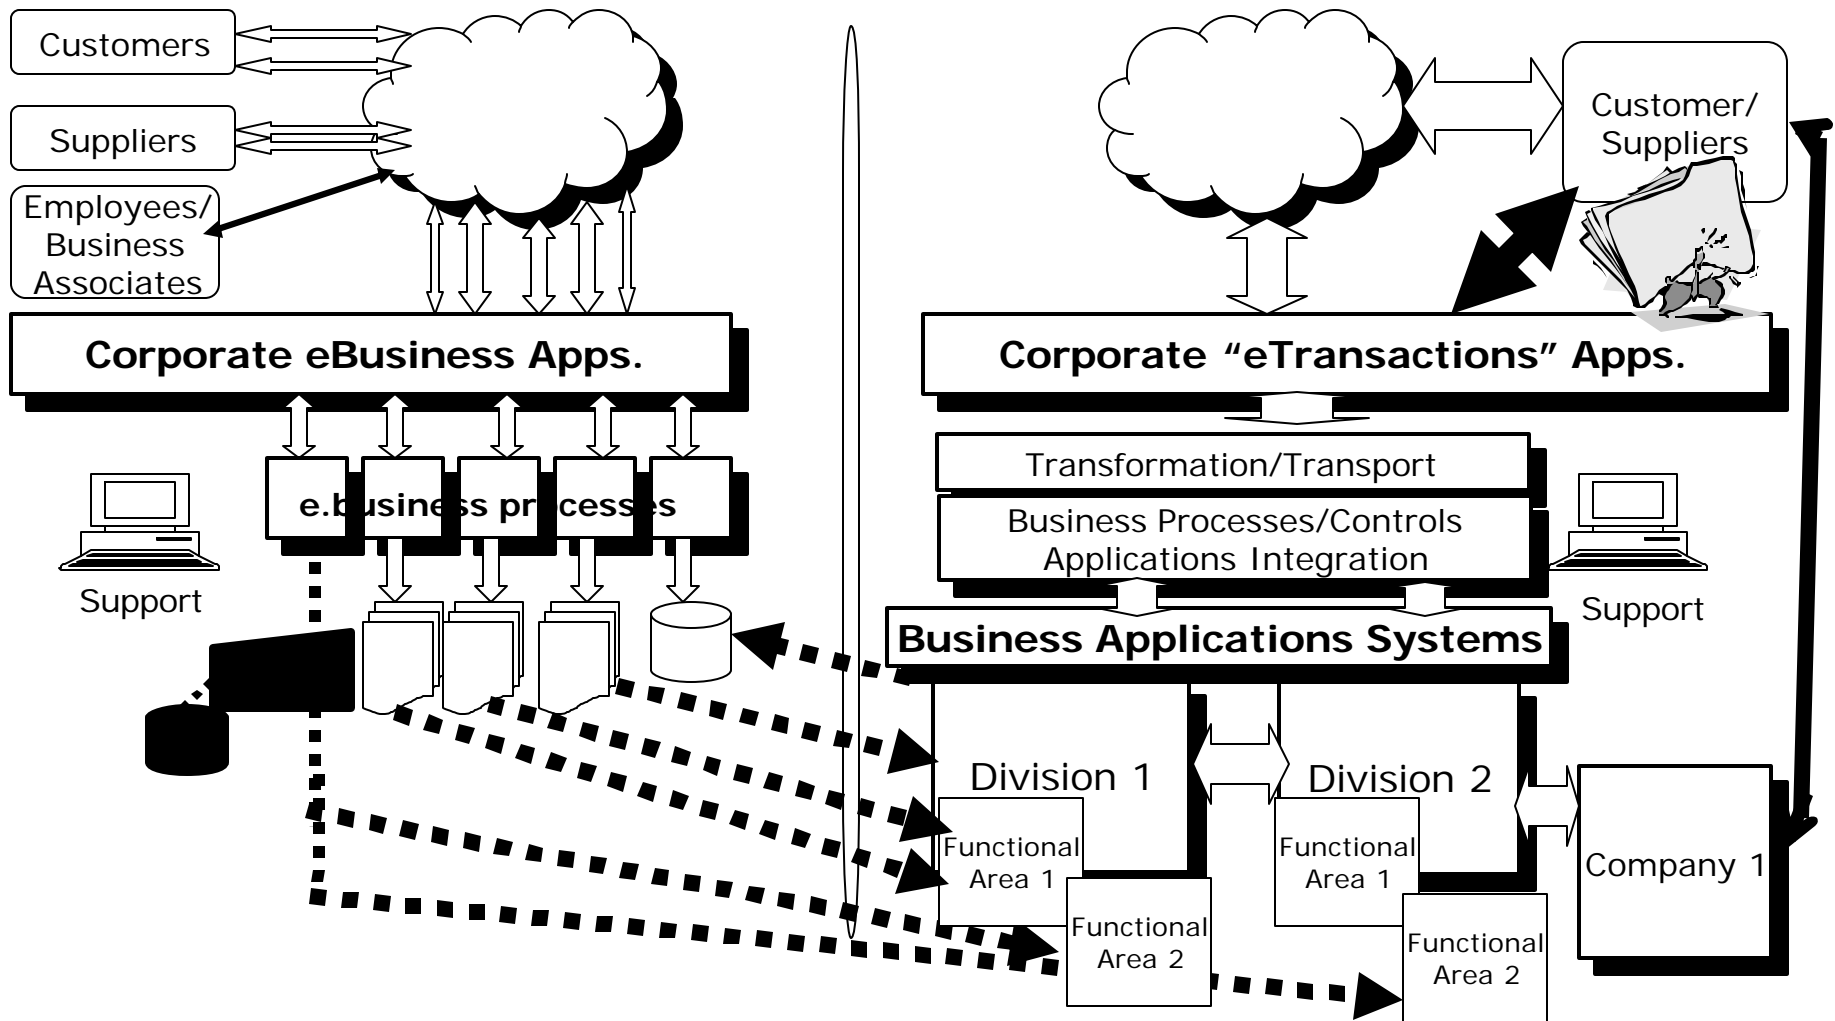 Customers
Suppliers
Employees/
Business
Associates
Corporate eBusiness Apps.
e.business processes
Support
Customer/
Suppliers
Corporate “eTransactions” Apps.
Transformation/Transport
Business Processes/Controls
Applications Integration
Support
Business Applications Systems
Division 1
Division 2
Functional
Area 1
Functional
Area 2
Functional
Area 1
Functional
Area 2
Company 1